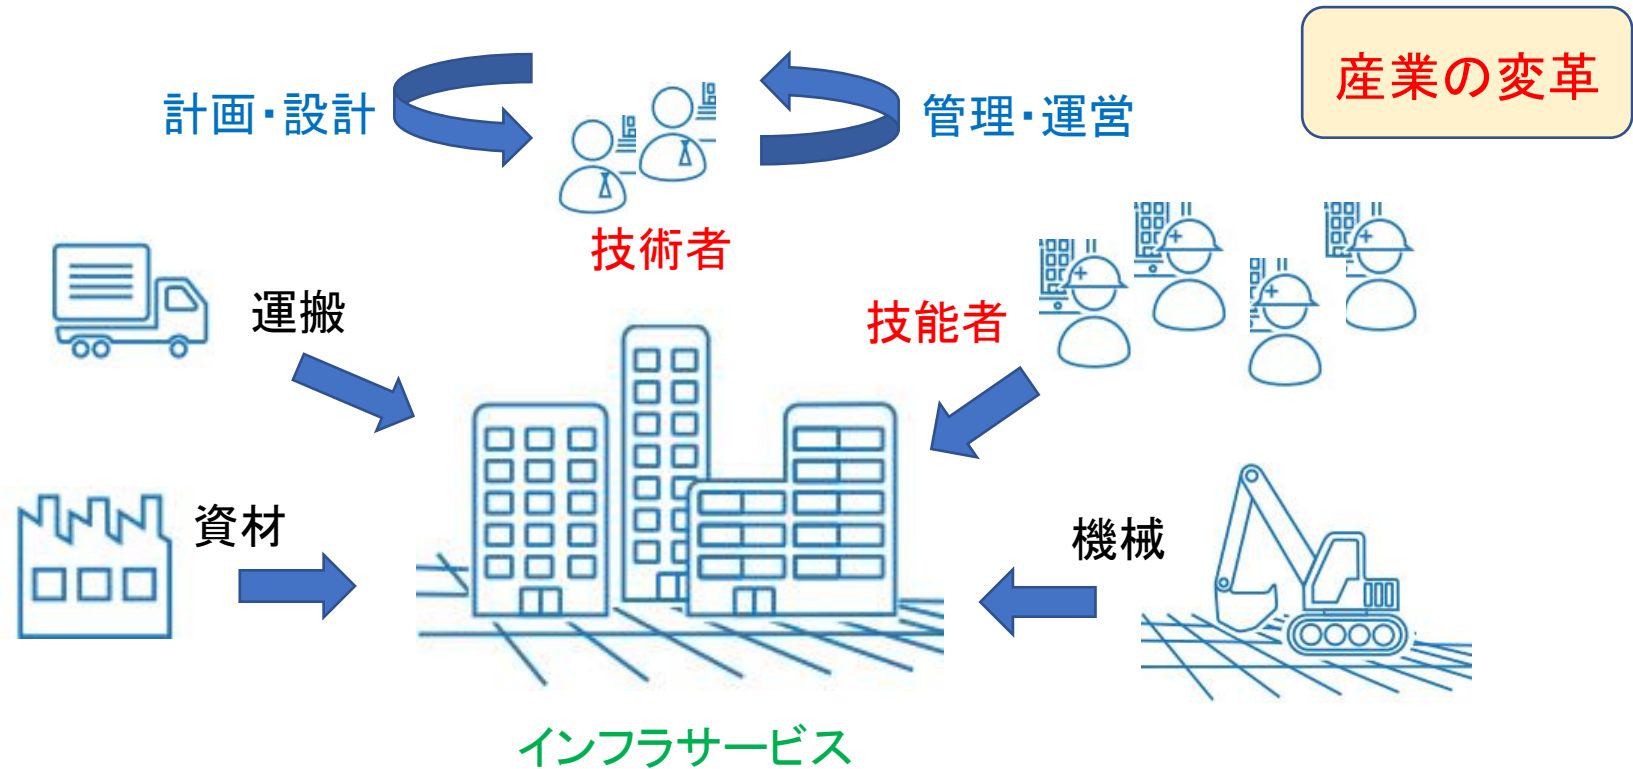 産業の変革
計画・設計
管理・運営
技術者
運搬
技能者
資材
機械
インフラサービス